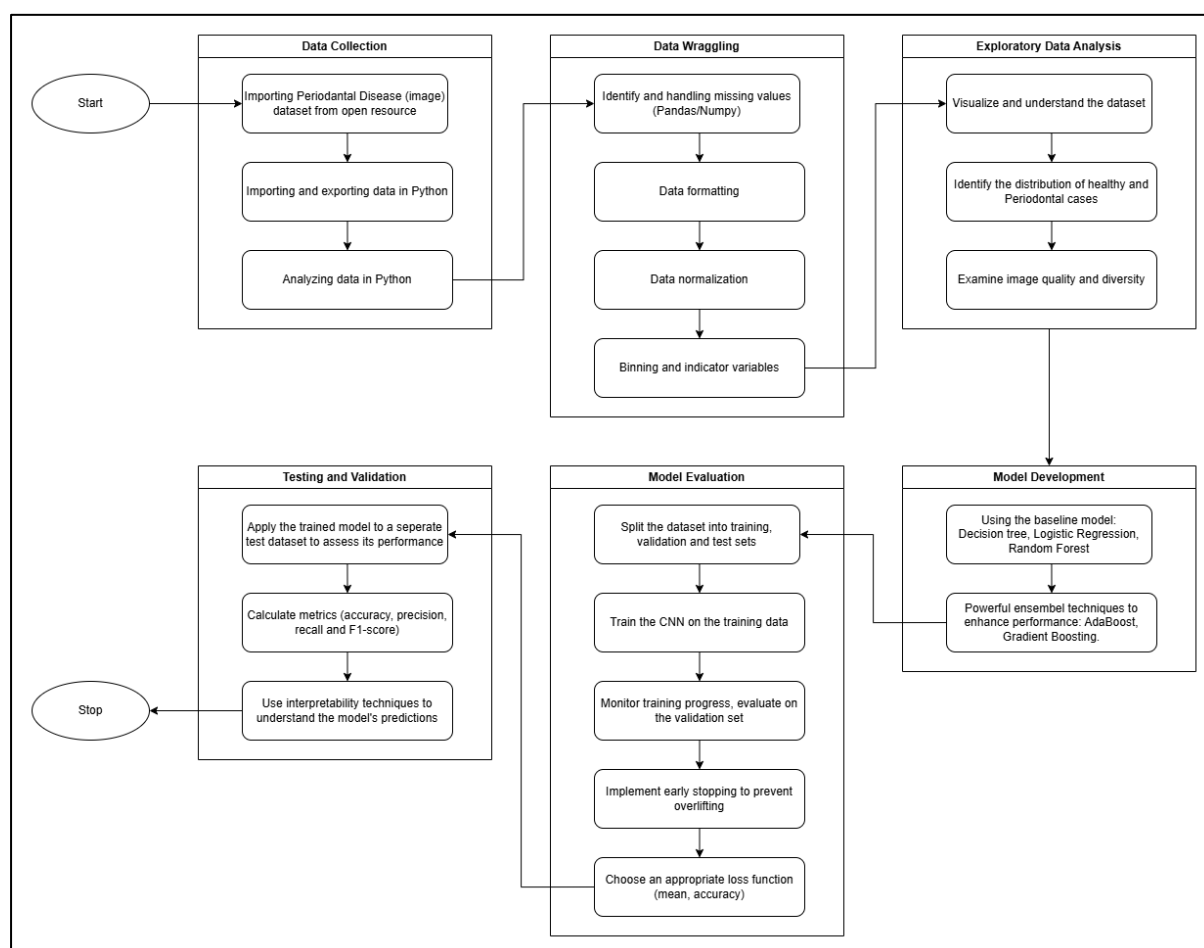 Start
Data Collection
Importing Periodantal Disease (image)
dataset from open resource
Importing and exporting data in Python
Analyzing data in Python
Data Wraggling
Identify and handling missing values
(Pandas/Numpy)
Data formatting
Data normalization
Binning and indicator variables
Exploratory Data Analysis
Visualize and understand the dataset
Identify the distribution of healthy and
Periodontal cases
Examine image quality and diversity
Model Development
Using the baseline model:
Decision tree, Logistic Regression,
Random Forest
Powerful ensembel techniques to
enhance performance: AdaBoost,
Gradient Boosting.
Model Evaluation
Split the dataset into training,
validation and test sets
Train the CNN on the training data
Monitor training progress, evaluate on
the validation set
Implement early stopping to prevent
overlifting
Choose an appropriate loss function
(mean, accuracy)
Testing and Validation
Apply the trained model to a seperate
test dataset to assess its performance
Calculate metrics (accuracy, precision,
recall and F1-score)
Use interpretability techniques to
understand the model's predictions
Stop